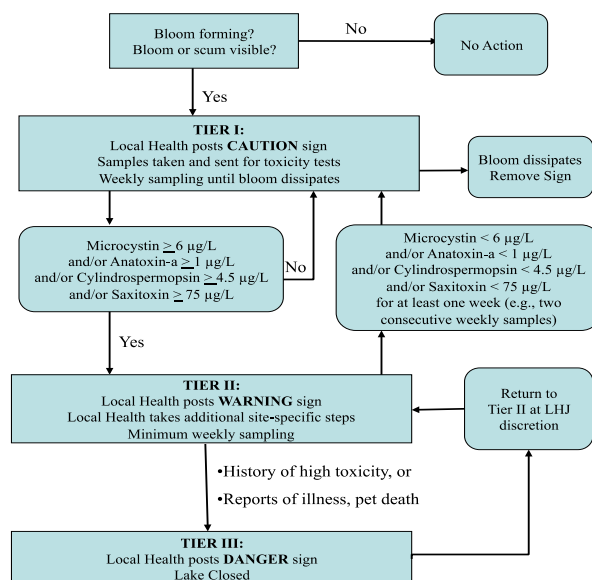 Bloom forming?
Bloom or scum visible?
No
No Action
Yes
TIER I:
Local Health posts CAUTION sign
Samples taken and sent for toxicity tests
Weekly sampling until bloom dissipates
Bloom dissipates
Remove Sign
Microcystin ≥ 6 µg/L
and/or Anatoxin-a ≥ 1 µg/L
and/or Cylindrospermopsin ≥ 4.5 µg/L
and/or Saxitoxin ≥ 75 µg/L
No
Microcystin < 6 µg/L
and/or Anatoxin-a < 1 µg/L
and/or Cylindrospermopsin < 4.5 µg/L
and/or Saxitoxin < 75 µg/L
for at least one week (e.g., two
consecutive weekly samples)
Yes
TIER II:
Local Health posts WARNING sign
Local Health takes additional site-specific steps
Minimum weekly sampling
Return to
Tier II at LHJ
discretion
•History of high toxicity, or
•Reports of illness, pet death
TIER III:
Local Health posts DANGER sign
Lake Closed